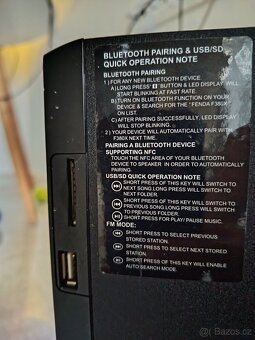 BLUETOOTH PAIRING & USB/SD
QUICK OPERATION NOTE
BLUETOOTH PAIRING
1) FOR ANY NEW BLUETOOTH DEVICE.
A) LONG PRESS" "BUTTON & LED DISPLAY WILL
START BLINKING AT FAST RATE.
B) TURN ON BLUETOOTH FUNCTION ON YOUR
DEVICE & SEARCH FOR THE "FENDA F380X"
ON LIST.
C) AFTER PAIRING SUCCESSFULLY, LED DISPLAY
WILL STOP BLINKING.
2) YOUR DEVICE WILL AUTOMATICALLY PAIR WITH
F380X NEXT TIME.
PAIRING A BLUETOOTH DEVICE
SUPPORTING NFC
TOUCH THE NFC AREA OF YOUR BLUETOOTH
DEVICE TO SPEAKER IN ORDER TO AUTOMATICALLY
PAIRING.
USB/SD QUICK OPERATION NOTE
SHORT PRESS OF THIS KEY WILL SWITCH TO
NEXT SONG LONG PRESS WILL SWITCH TO
NEXT FOLDER.
SHORT PRESS OF THIS KEY WILL SWITCH TO
PREVIOUS SONG LONG PRESS WILL SWITCH
TO PREVIOUS FOLDER.
SHORT PRESS FOR PLAY/ PAUSE MUSIC.
FM MODE:
SHORT PRESS TO SELECT PREVIOUS
STORED STATION.
SHORT PRESS TO SELECT NEXT STORED
STATION.
SHORT PRESS OF THIS KEY WILL ENABLE
AUTO SEARCH MODE.
© Bazos.cz